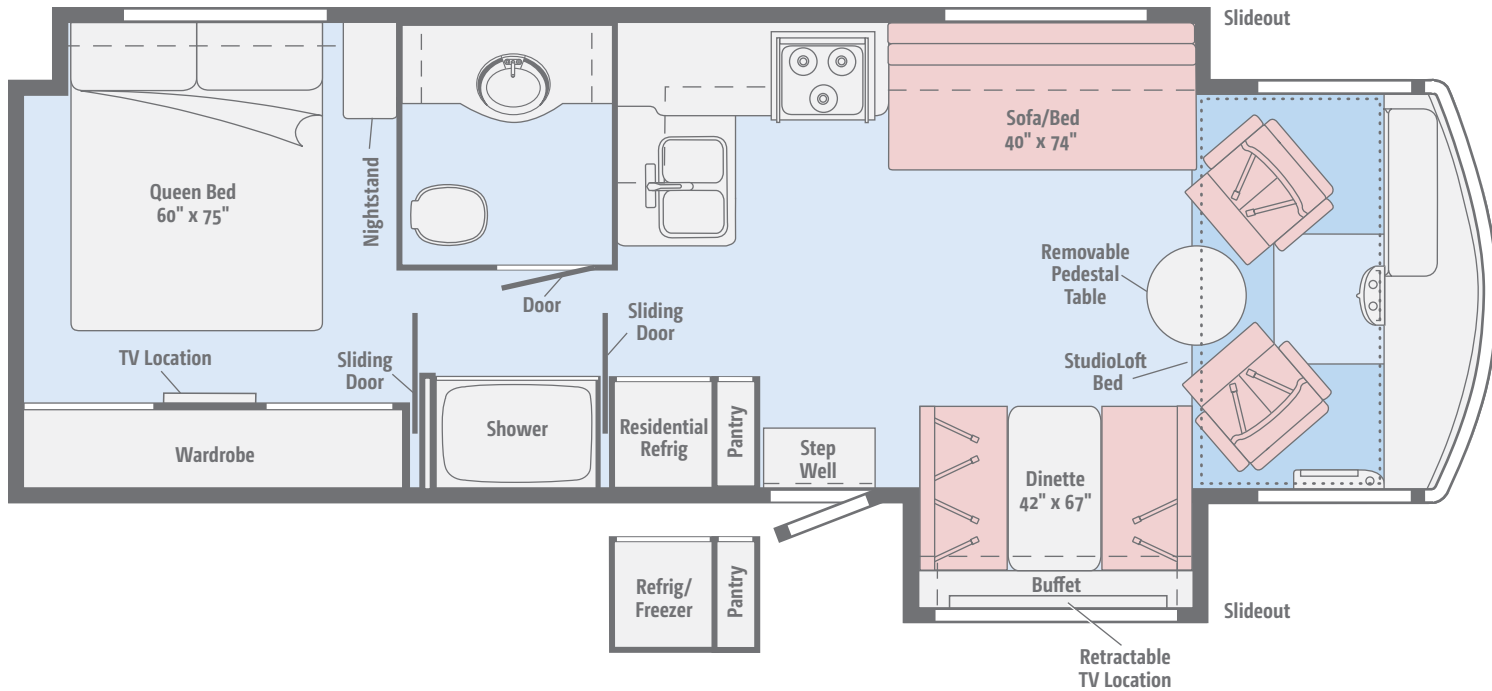 Slideout
Sofa/Bed
40" x 74"
Queen Bed
60" x 75"
Nightstand
Removable
Pedestal
Table
Door
Sliding
Door
TV Location
Sliding
Door
StudioLoft
Bed
Wardrobe
Shower
Residential
Refrig
Pantry
Step
Well
Dinette
42" x 67"
Refrig/
Freezer
Pantry
Buffet
Slideout
Retractable
TV Location